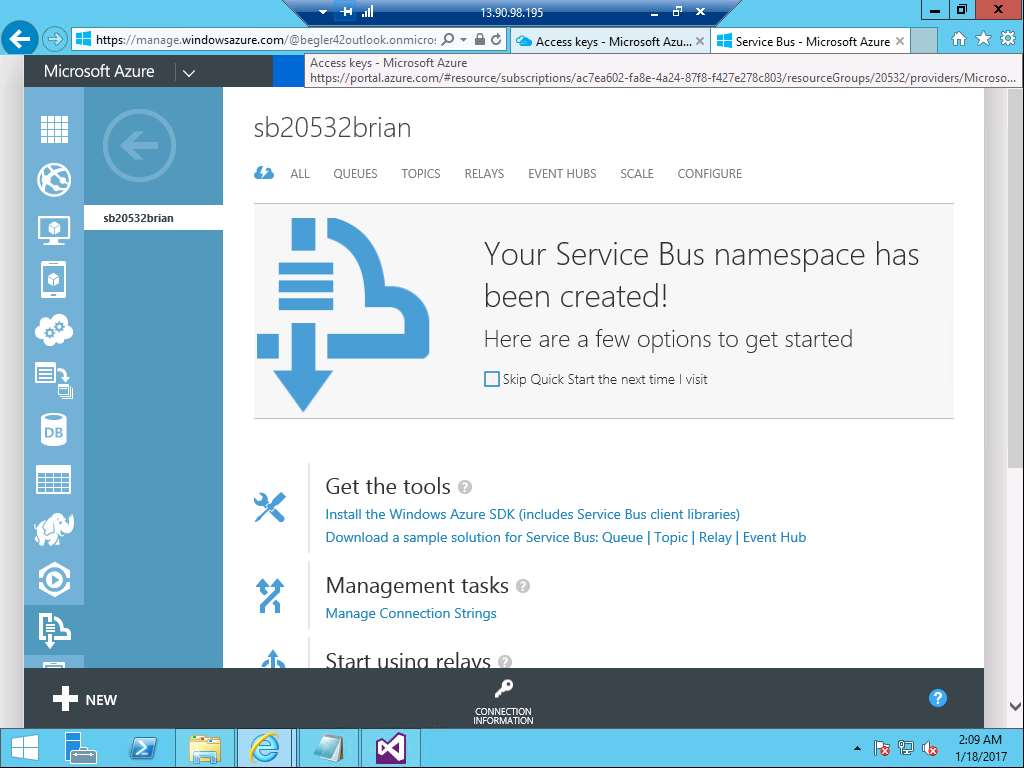 13.90.98.195
https://manage.windowsazure.com/@begler42outlook.onmicros
Access keys - Microsoft Azu...
Service Bus - Microsoft Azure
Access keys - Microsoft Azure
https://portal.azure.com/#resource/subscriptions/ac7ea602-fa8e-4a24-87f8-f427e278c803/resourceGroups/20532/providers/Microso...
Microsoft Azure
sb20532brian
sb20532brian
ALL QUEUES TOPICS RELAYS EVENT HUBS SCALE CONFIGURE
Your Service Bus namespace has
been created!
Here are a few options to get started
Skip Quick Start the next time I visit
DB
Get the tools ?
Install the Windows Azure SDK (includes Service Bus client libraries)
Download a sample solution for Service Bus: Queue | Topic | Relay | Event Hub
Management tasks ?
Manage Connection Strings
Start using relays ?
NEW
CONNECTION
INFORMATION
?
2:09 AM
1/18/2017